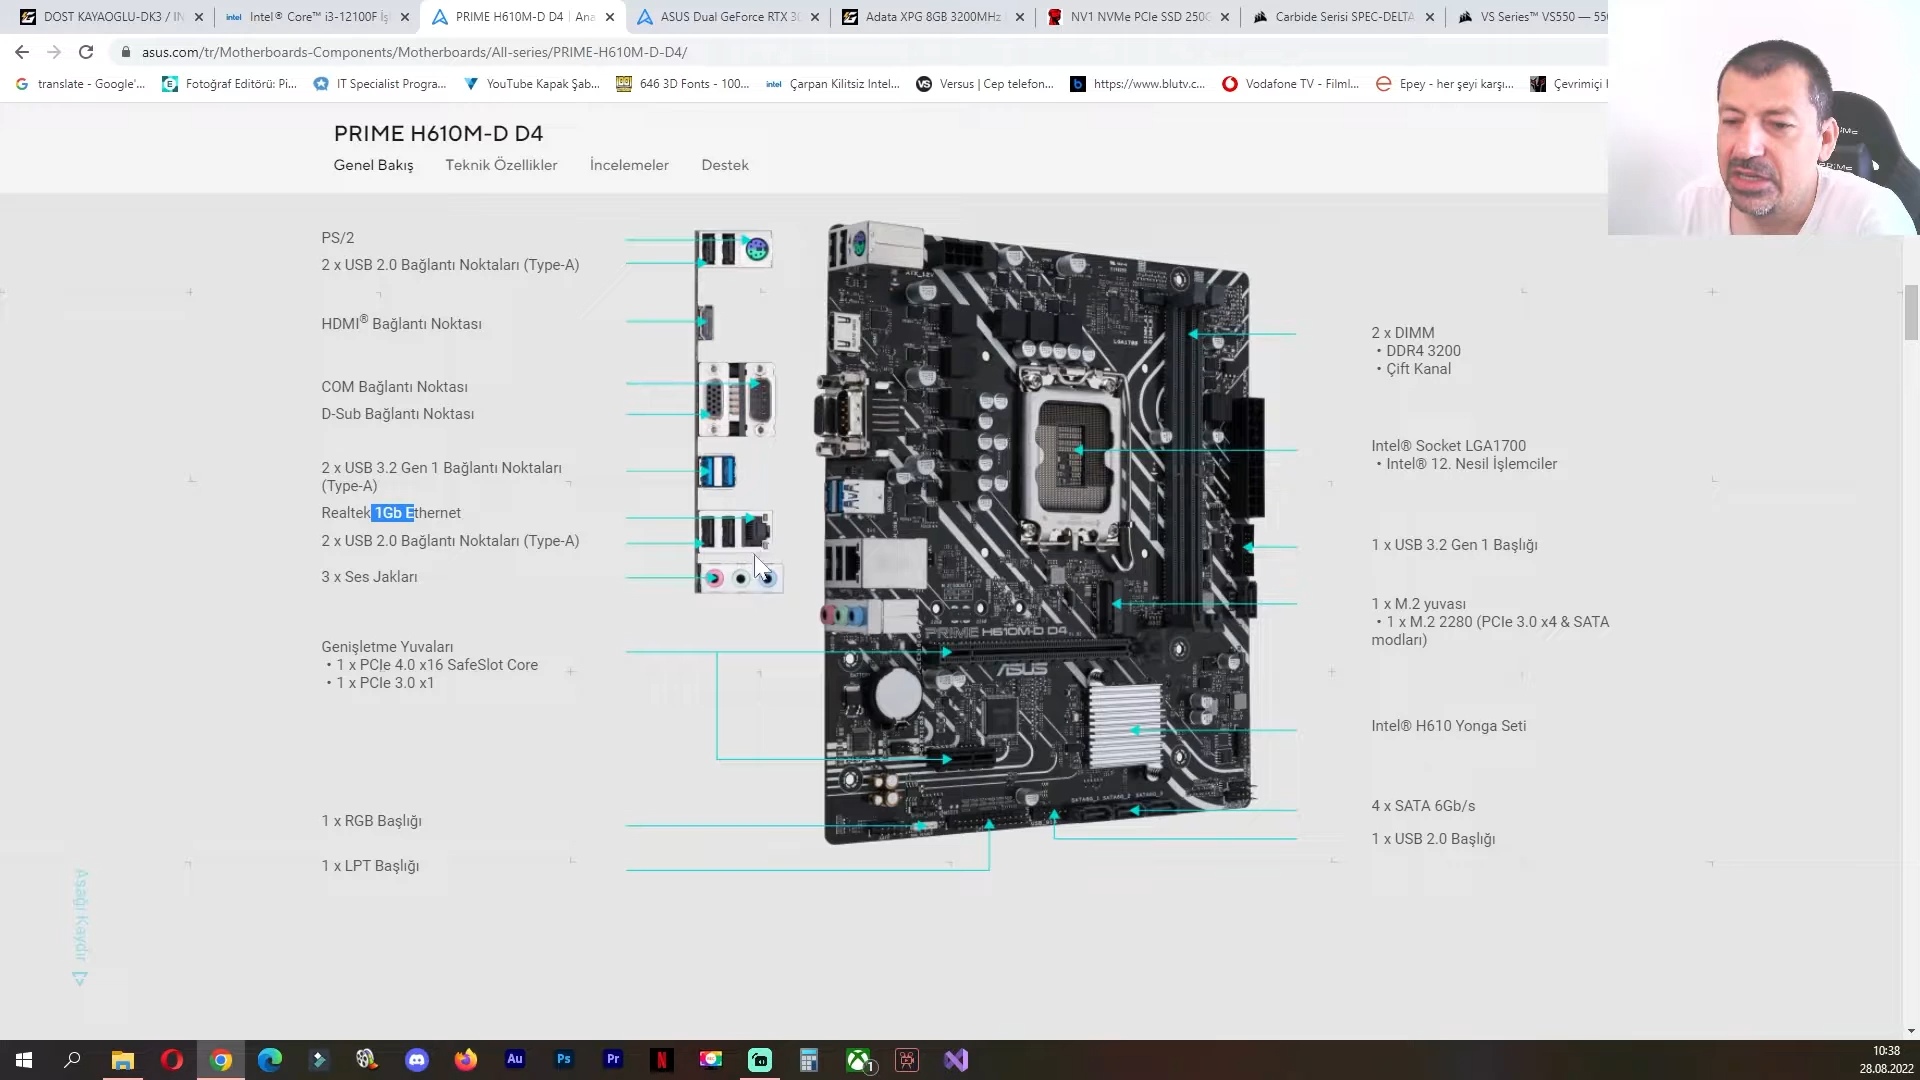 DOST KAYAOGLU-DK3 / IN
Intel® Core™ i3-12100F İşl
PRIME H610M-D D4 | Ana
ASUS Dual GeForce RTX 30
Adata XPG 8GB 3200MHz
NV1 NVMe PCIe SSD 250G
Carbide Serisi SPEC-DELTA
VS Series™ VS550 — 550
asus.com/tr/Motherboards-Components/Motherboards/All-series/PRIME-H610M-D-D4/
translate - Google'...
Fotoğraf Editörü: Pi...
IT Specialist Progra...
YouTube Kapak Şab...
646 3D Fonts - 100...
Çarpan Kilitsiz Intel...
Versus | Cep telefon...
https://www.blutv.c...
Vodafone TV - Filml...
Epey - her şeyi karşı...
Çevrimiçi
PRIME H610M-D D4
Genel Bakış
Teknik Özellikler
İncelemeler
Destek
PS/2
2 x USB 2.0 Bağlantı Noktaları (Type-A)
HDMI® Bağlantı Noktası
COM Bağlantı Noktası
D-Sub Bağlantı Noktası
2 x USB 3.2 Gen 1 Bağlantı Noktaları
(Type-A)
Realtek 1Gb Ethernet
2 x USB 2.0 Bağlantı Noktaları (Type-A)
3 x Ses Jakları
Genişletme Yuvaları
• 1 x PCIe 4.0 x16 SafeSlot Core
• 1 x PCIe 3.0 x1
1 x RGB Başlığı
1 x LPT Başlığı
Aşağı Kaydır
PRIME H610M-D D4
ASUS
2 x DIMM
• DDR4 3200
• Çift Kanal
Intel® Socket LGA1700
• Intel® 12. Nesil İşlemciler
1 x USB 3.2 Gen 1 Başlığı
1 x M.2 yuvası
• 1 x M.2 2280 (PCIe 3.0 x4 & SATA
modları)
Intel® H610 Yonga Seti
4 x SATA 6Gb/s
1 x USB 2.0 Başlığı
10:38
28.08.2022